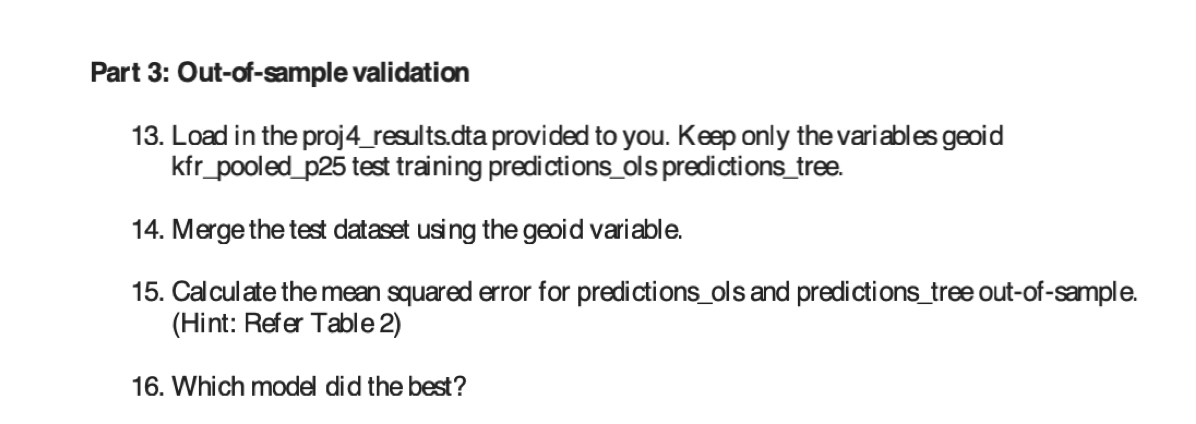 Part 3: Out-of-sample validation
13. Load in the proj4_results.dta provided to you. Keep only the variables geoid
kfr_pooled_p25 test training predictions_ols predictions_tree.
14. Merge the test dataset using the geoid variable.
15. Calculate the mean squared error for predictions_ols and predictions_tree out-of-sample.
(Hint: Refer Table 2)
16. Which model did the best?